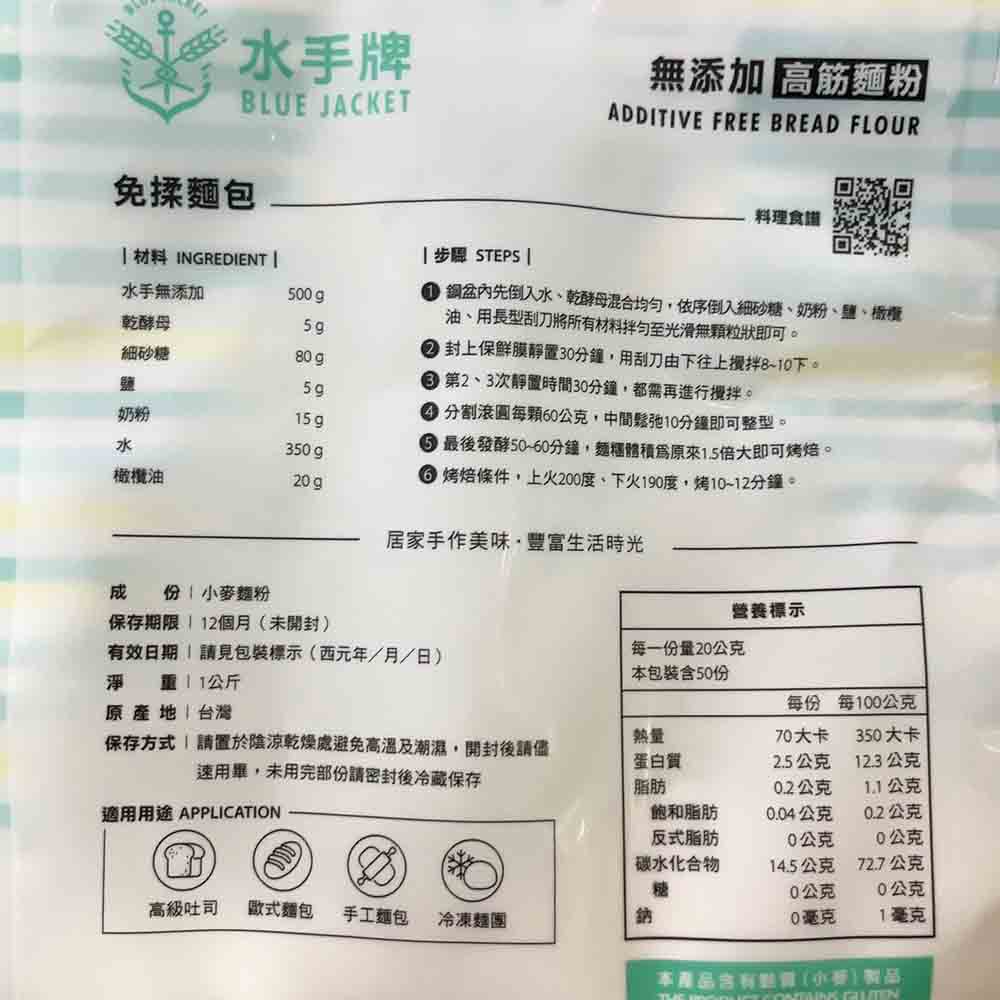 BLUE JACKET
水手牌
BLUE JACKET
無添加 高筋麵粉
ADDITIVE FREE BREAD FLOUR
免揉麵包
料理食譜
| 材料 INGREDIENT |
水手無添加 500 g
乾酵母 5 g
細砂糖 80 g
鹽 5 g
奶粉 15 g
水 350 g
橄欖油 20 g
| 步驟 STEPS |
1 鋼盆內先倒入水、乾酵母混合均勻，依序倒入細砂糖、奶粉、鹽、橄欖
油、用長型刮刀將所有材料拌勻至光滑無顆粒狀即可。
2 封上保鮮膜靜置30分鐘，用刮刀由下往上攪拌8~10下。
3 第2、3次靜置時間30分鐘，都需再進行攪拌。
4 分割滾圓每顆60公克，中間鬆弛10分鐘即可整型。
5 最後發酵50~60分鐘，麵糰體積為原來1.5倍大即可烤焙。
6 烤焙條件，上火200度、下火190度，烤10~12分鐘。
居家手作美味·豐富生活時光
成份 | 小麥麵粉
保存期限 | 12個月（未開封）
有效日期 | 請見包裝標示（西元年／月／日）
淨重 | 1公斤
原產地 | 台灣
保存方式 | 請置於陰涼乾燥處避免高溫及潮濕，開封後請儘
速用畢，未用完部份請密封後冷藏保存
適用用途 APPLICATION
高級吐司 歐式麵包 手工麵包 冷凍麵團
營養標示
每一份量20公克
本包裝含50份
每份 每100公克
熱量 70大卡 350大卡
蛋白質 2.5公克 12.3公克
脂肪 0.2公克 1.1公克
飽和脂肪 0.04公克 0.2公克
反式脂肪 0公克 0公克
碳水化合物 14.5公克 72.7公克
糖 0公克 0公克
鈉 0毫克 1毫克
本產品含有麩質（小麥）製品
THE PRODUCT CONTAINS GLUTEN